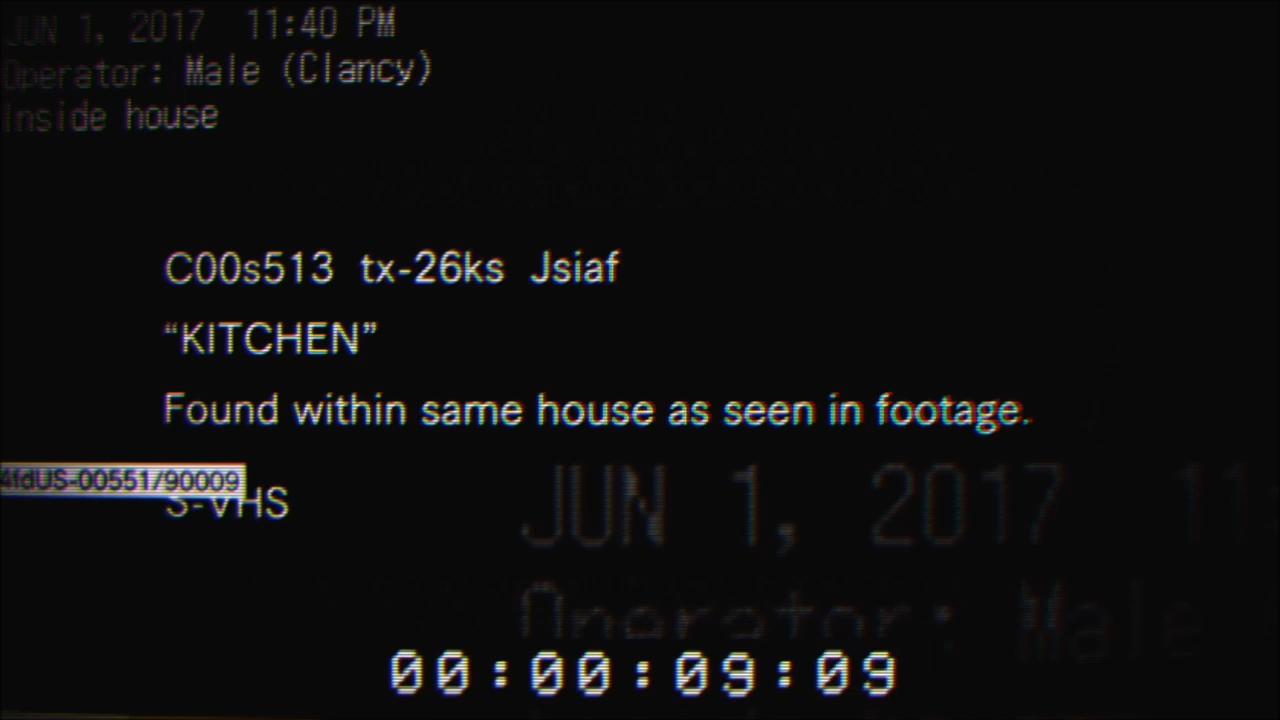 JUN 1, 2017 11:40 PM
Operator: Male (Clancy)
Inside house
C00s513 tx-26ks Jsiaf
“KITCHEN”
Found within same house as seen in footage.
4fdUS-00551/90009
S-VHS
JUN 1, 2017 11:
Operator: Male
00:00:09:09